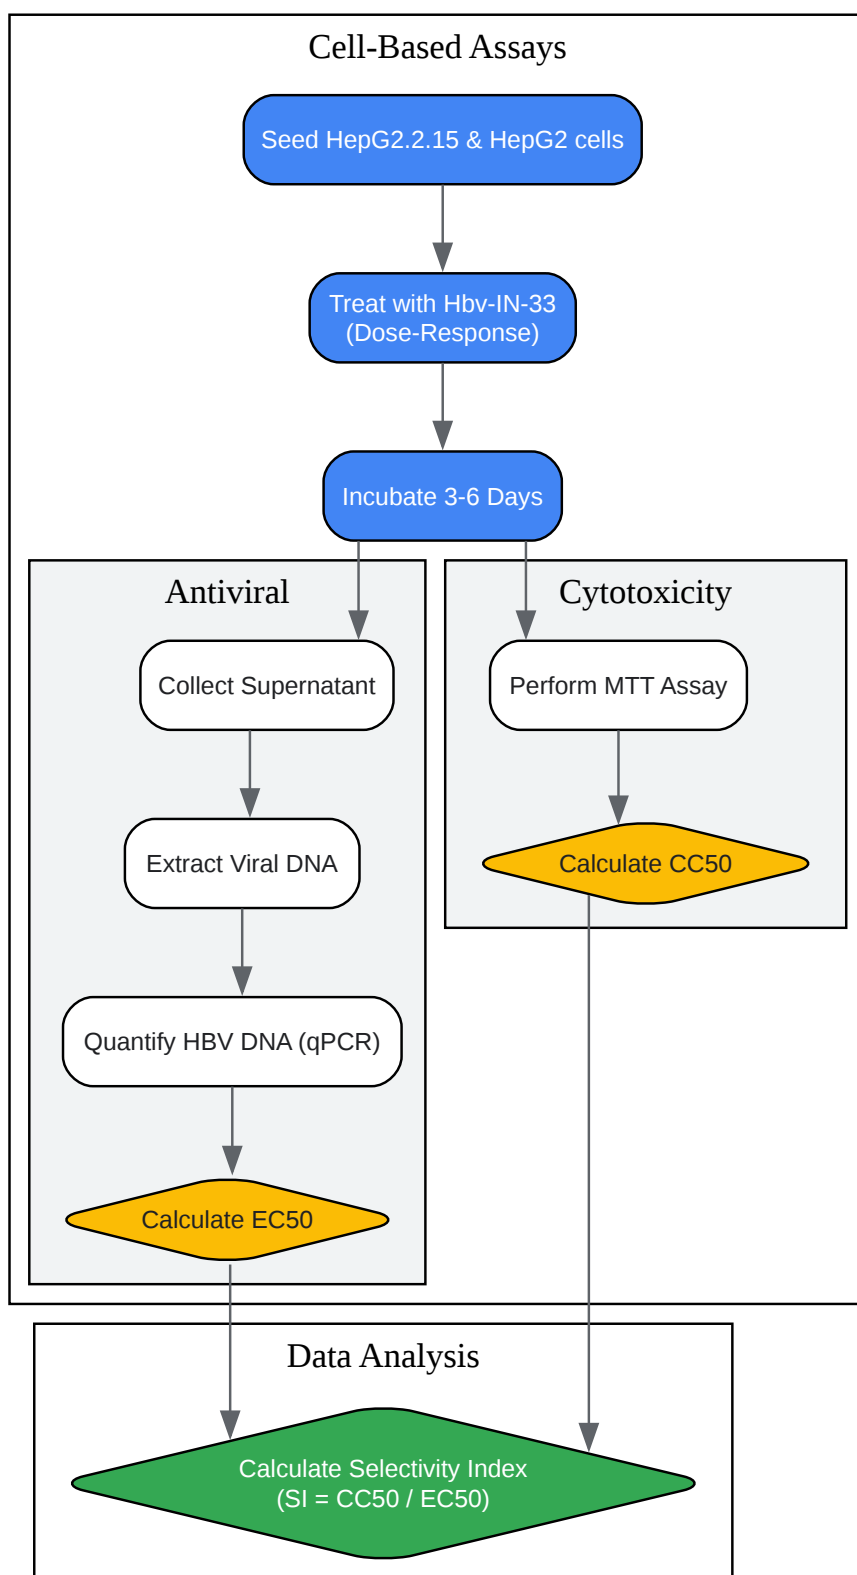 Cell-Based Assays
Seed HepG2.2.15 & HepG2 cells
Treat with Hbv-IN-33
(Dose-Response)
Incubate 3-6 Days
Antiviral
Collect Supernatant
Extract Viral DNA
Quantify HBV DNA (qPCR)
Calculate EC50
Cytotoxicity
Perform MTT Assay
Calculate CC50
Data Analysis
Calculate Selectivity Index
(SI = CC50 / EC50)